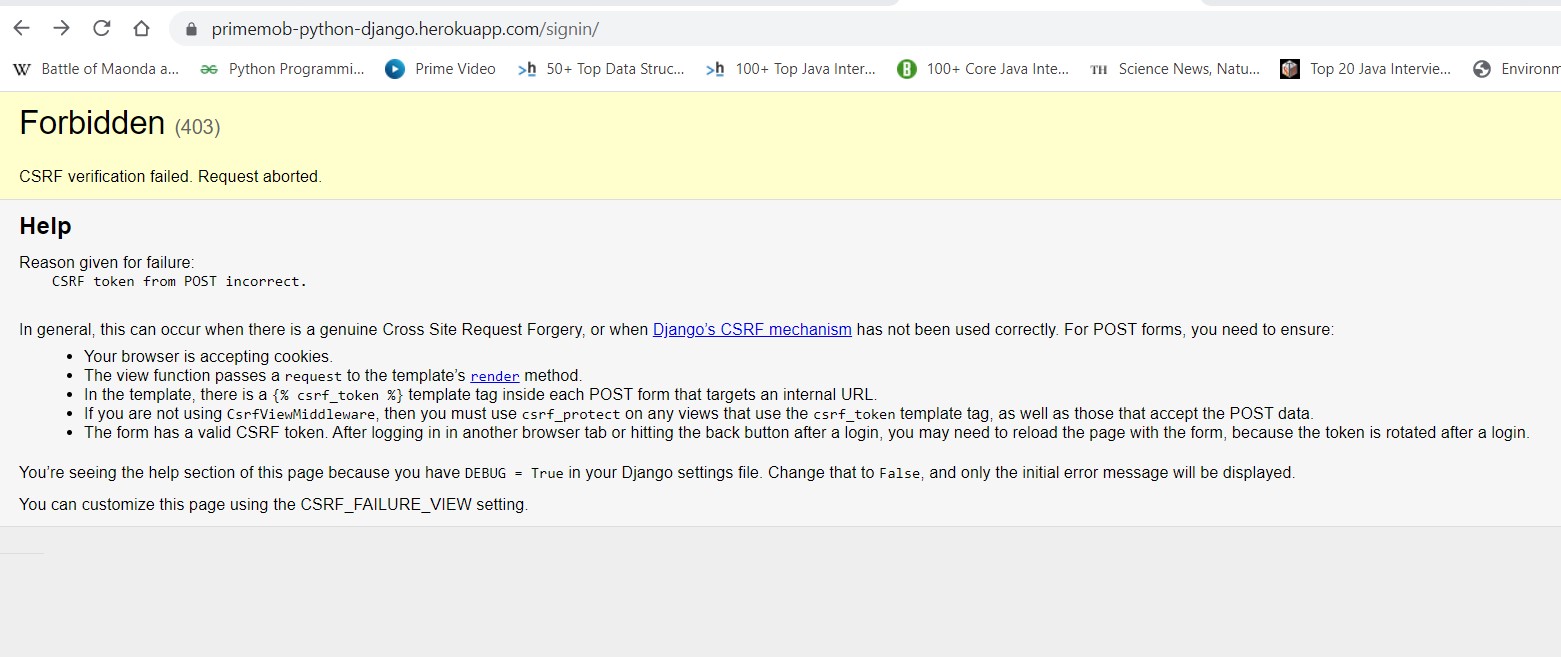 primemob-python-django.herokuapp.com/signin/
W Battle of Maonda a... Python Programmi... Prime Video >h 50+ Top Data Struc... >h 100+ Top Java Inter... 100+ Core Java Inte... TH Science News, Natu... Top 20 Java Intervie... Environm
Forbidden (403)
CSRF verification failed. Request aborted.
Help
Reason given for failure:
CSRF token from POST incorrect.
In general, this can occur when there is a genuine Cross Site Request Forgery, or when Django’s CSRF mechanism has not been used correctly. For POST forms, you need to ensure:
• Your browser is accepting cookies.
• The view function passes a request to the template’s render method.
• In the template, there is a {% csrf_token %} template tag inside each POST form that targets an internal URL.
• If you are not using CsrfViewMiddleware, then you must use csrf_protect on any views that use the csrf_token template tag, as well as those that accept the POST data.
• The form has a valid CSRF token. After logging in in another browser tab or hitting the back button after a login, you may need to reload the page with the form, because the token is rotated after a login.
You’re seeing the help section of this page because you have DEBUG = True in your Django settings file. Change that to False, and only the initial error message will be displayed.
You can customize this page using the CSRF_FAILURE_VIEW setting.